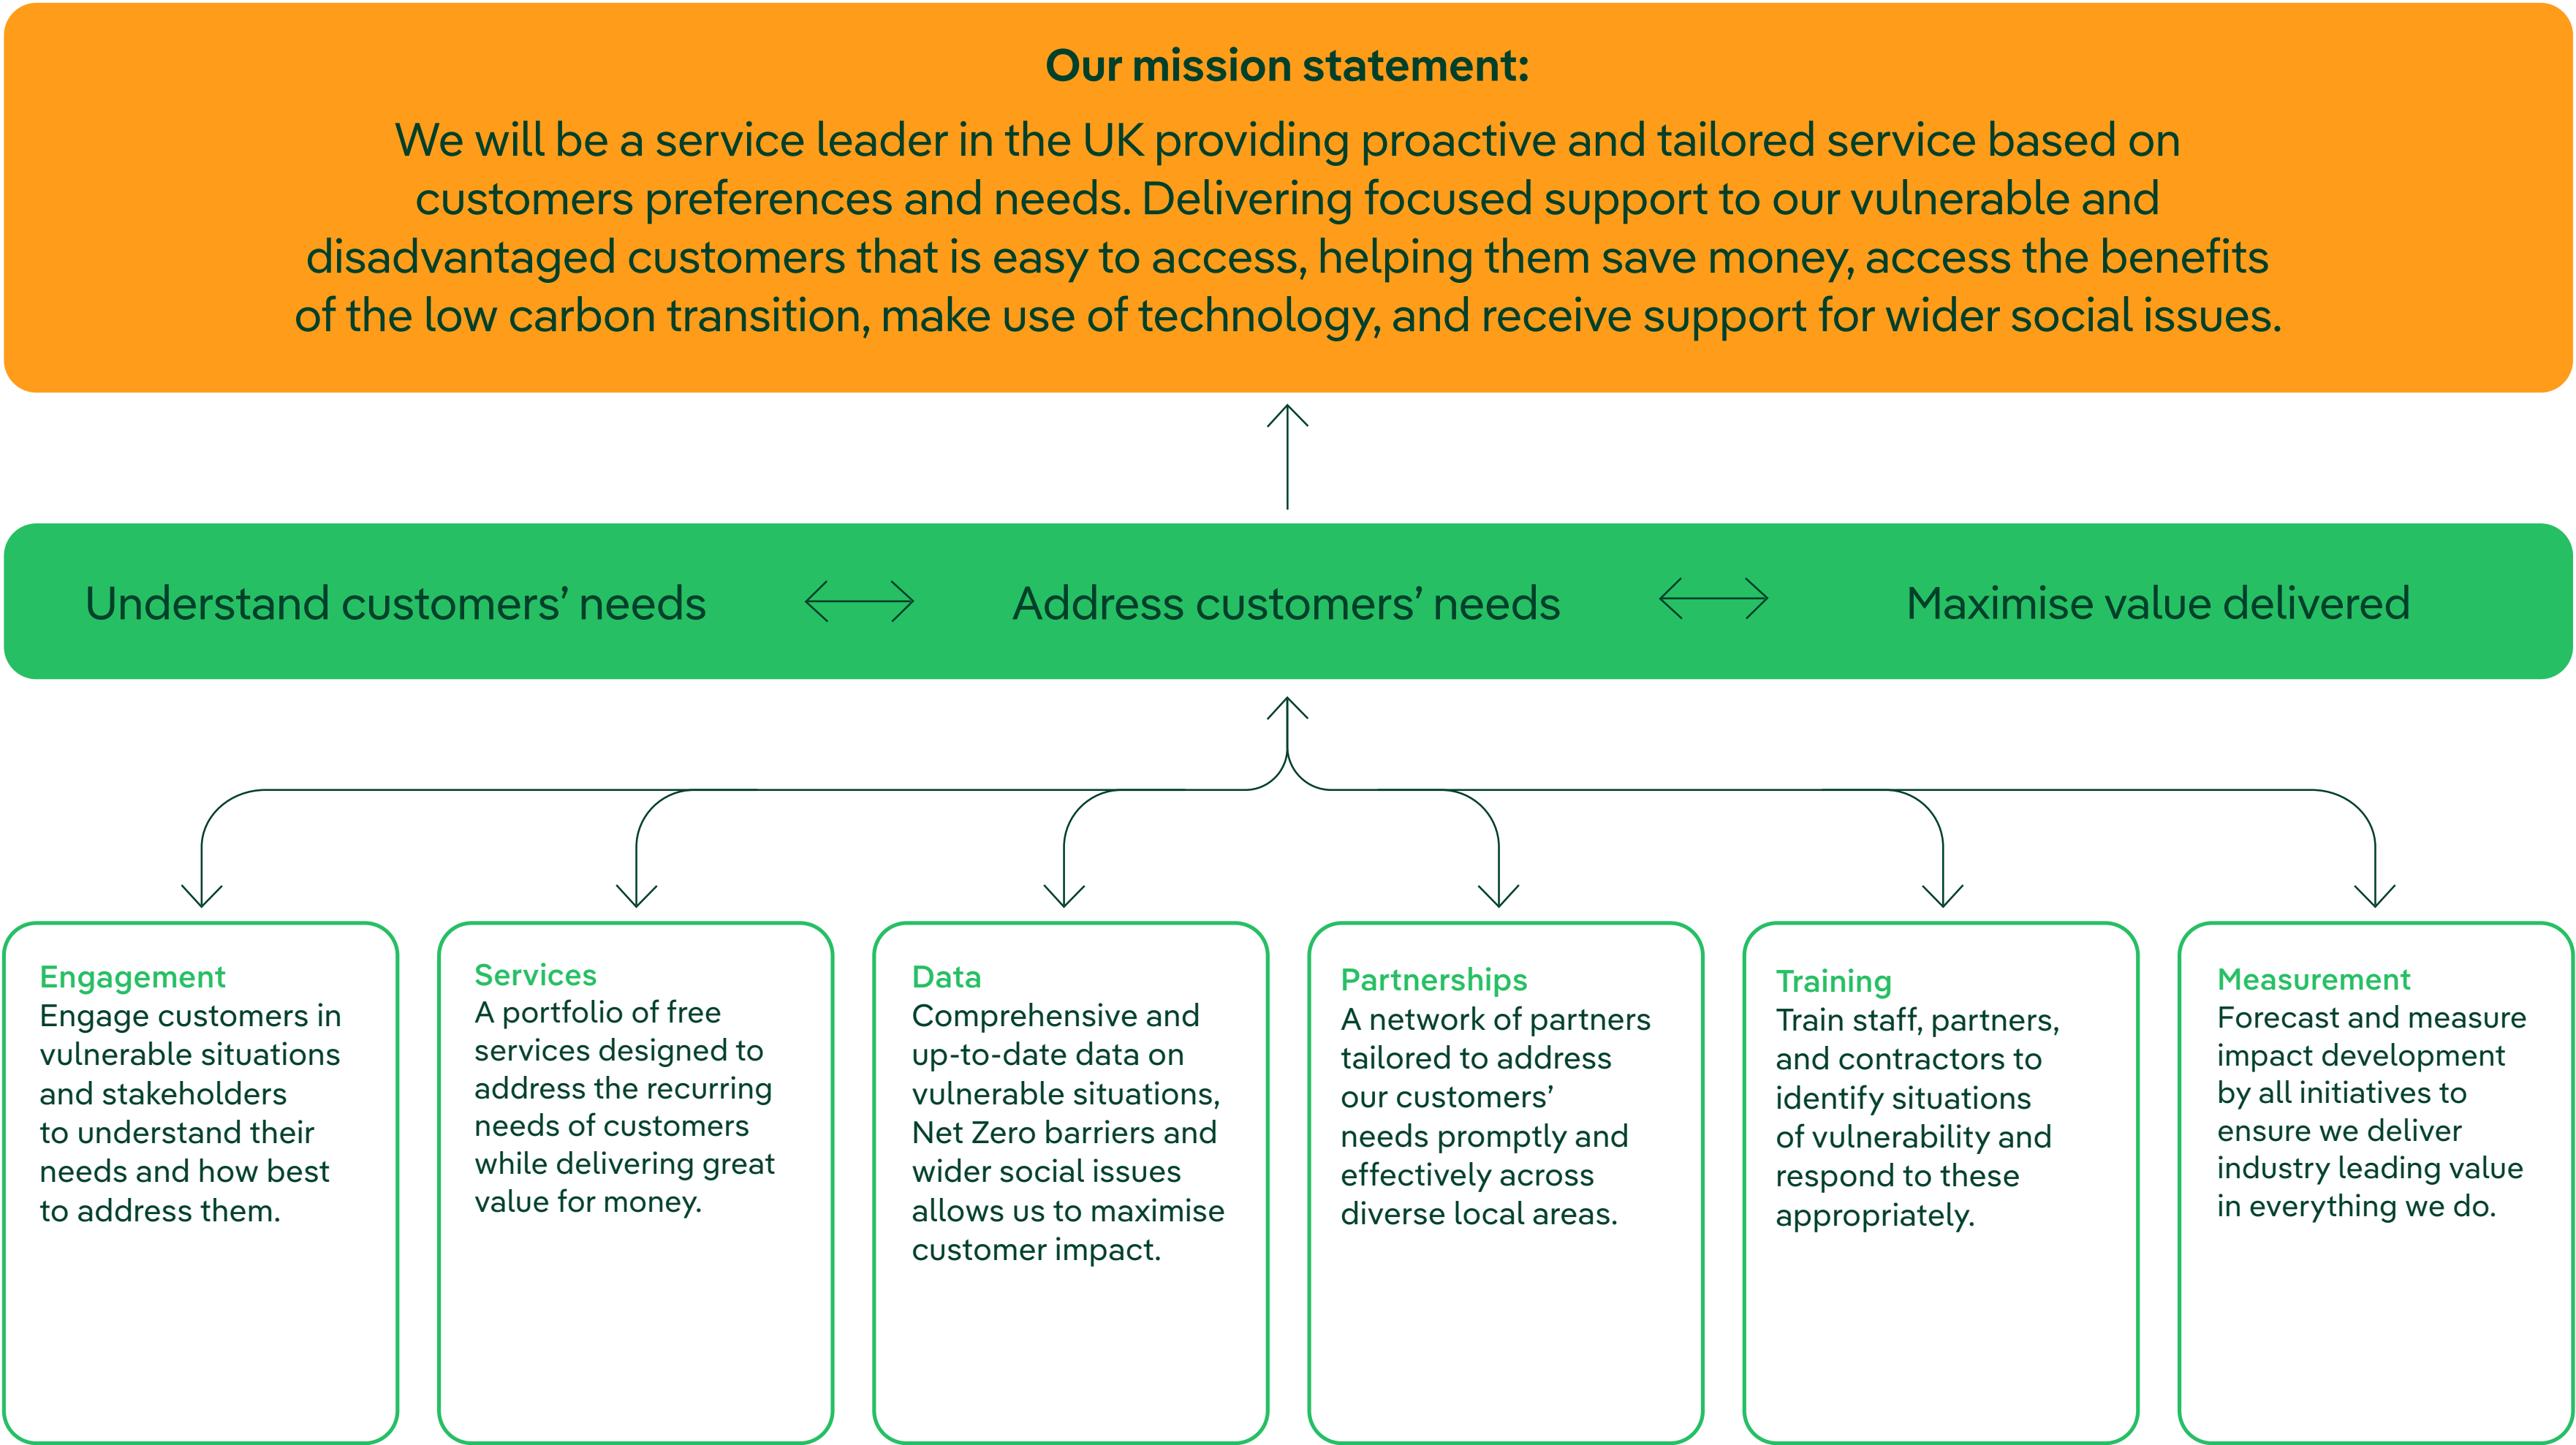 Our mission statement:
We will be a service leader in the UK providing proactive and tailored service based on
customers preferences and needs. Delivering focused support to our vulnerable and
disadvantaged customers that is easy to access, helping them save money, access the benefits
of the low carbon transition, make use of technology, and receive support for wider social issues.
Understand customers’ needs
Address customers’ needs
Maximise value delivered
Engagement
Engage customers in
vulnerable situations
and stakeholders
to understand their
needs and how best
to address them.
Services
A portfolio of free
services designed to
address the recurring
needs of customers
while delivering great
value for money.
Data
Comprehensive and
up-to-date data on
vulnerable situations,
Net Zero barriers and
wider social issues
allows us to maximise
customer impact.
Partnerships
A network of partners
tailored to address
our customers’
needs promptly and
effectively across
diverse local areas.
Training
Train staff, partners,
and contractors to
identify situations
of vulnerability and
respond to these
appropriately.
Measurement
Forecast and measure
impact development
by all initiatives to
ensure we deliver
industry leading value
in everything we do.